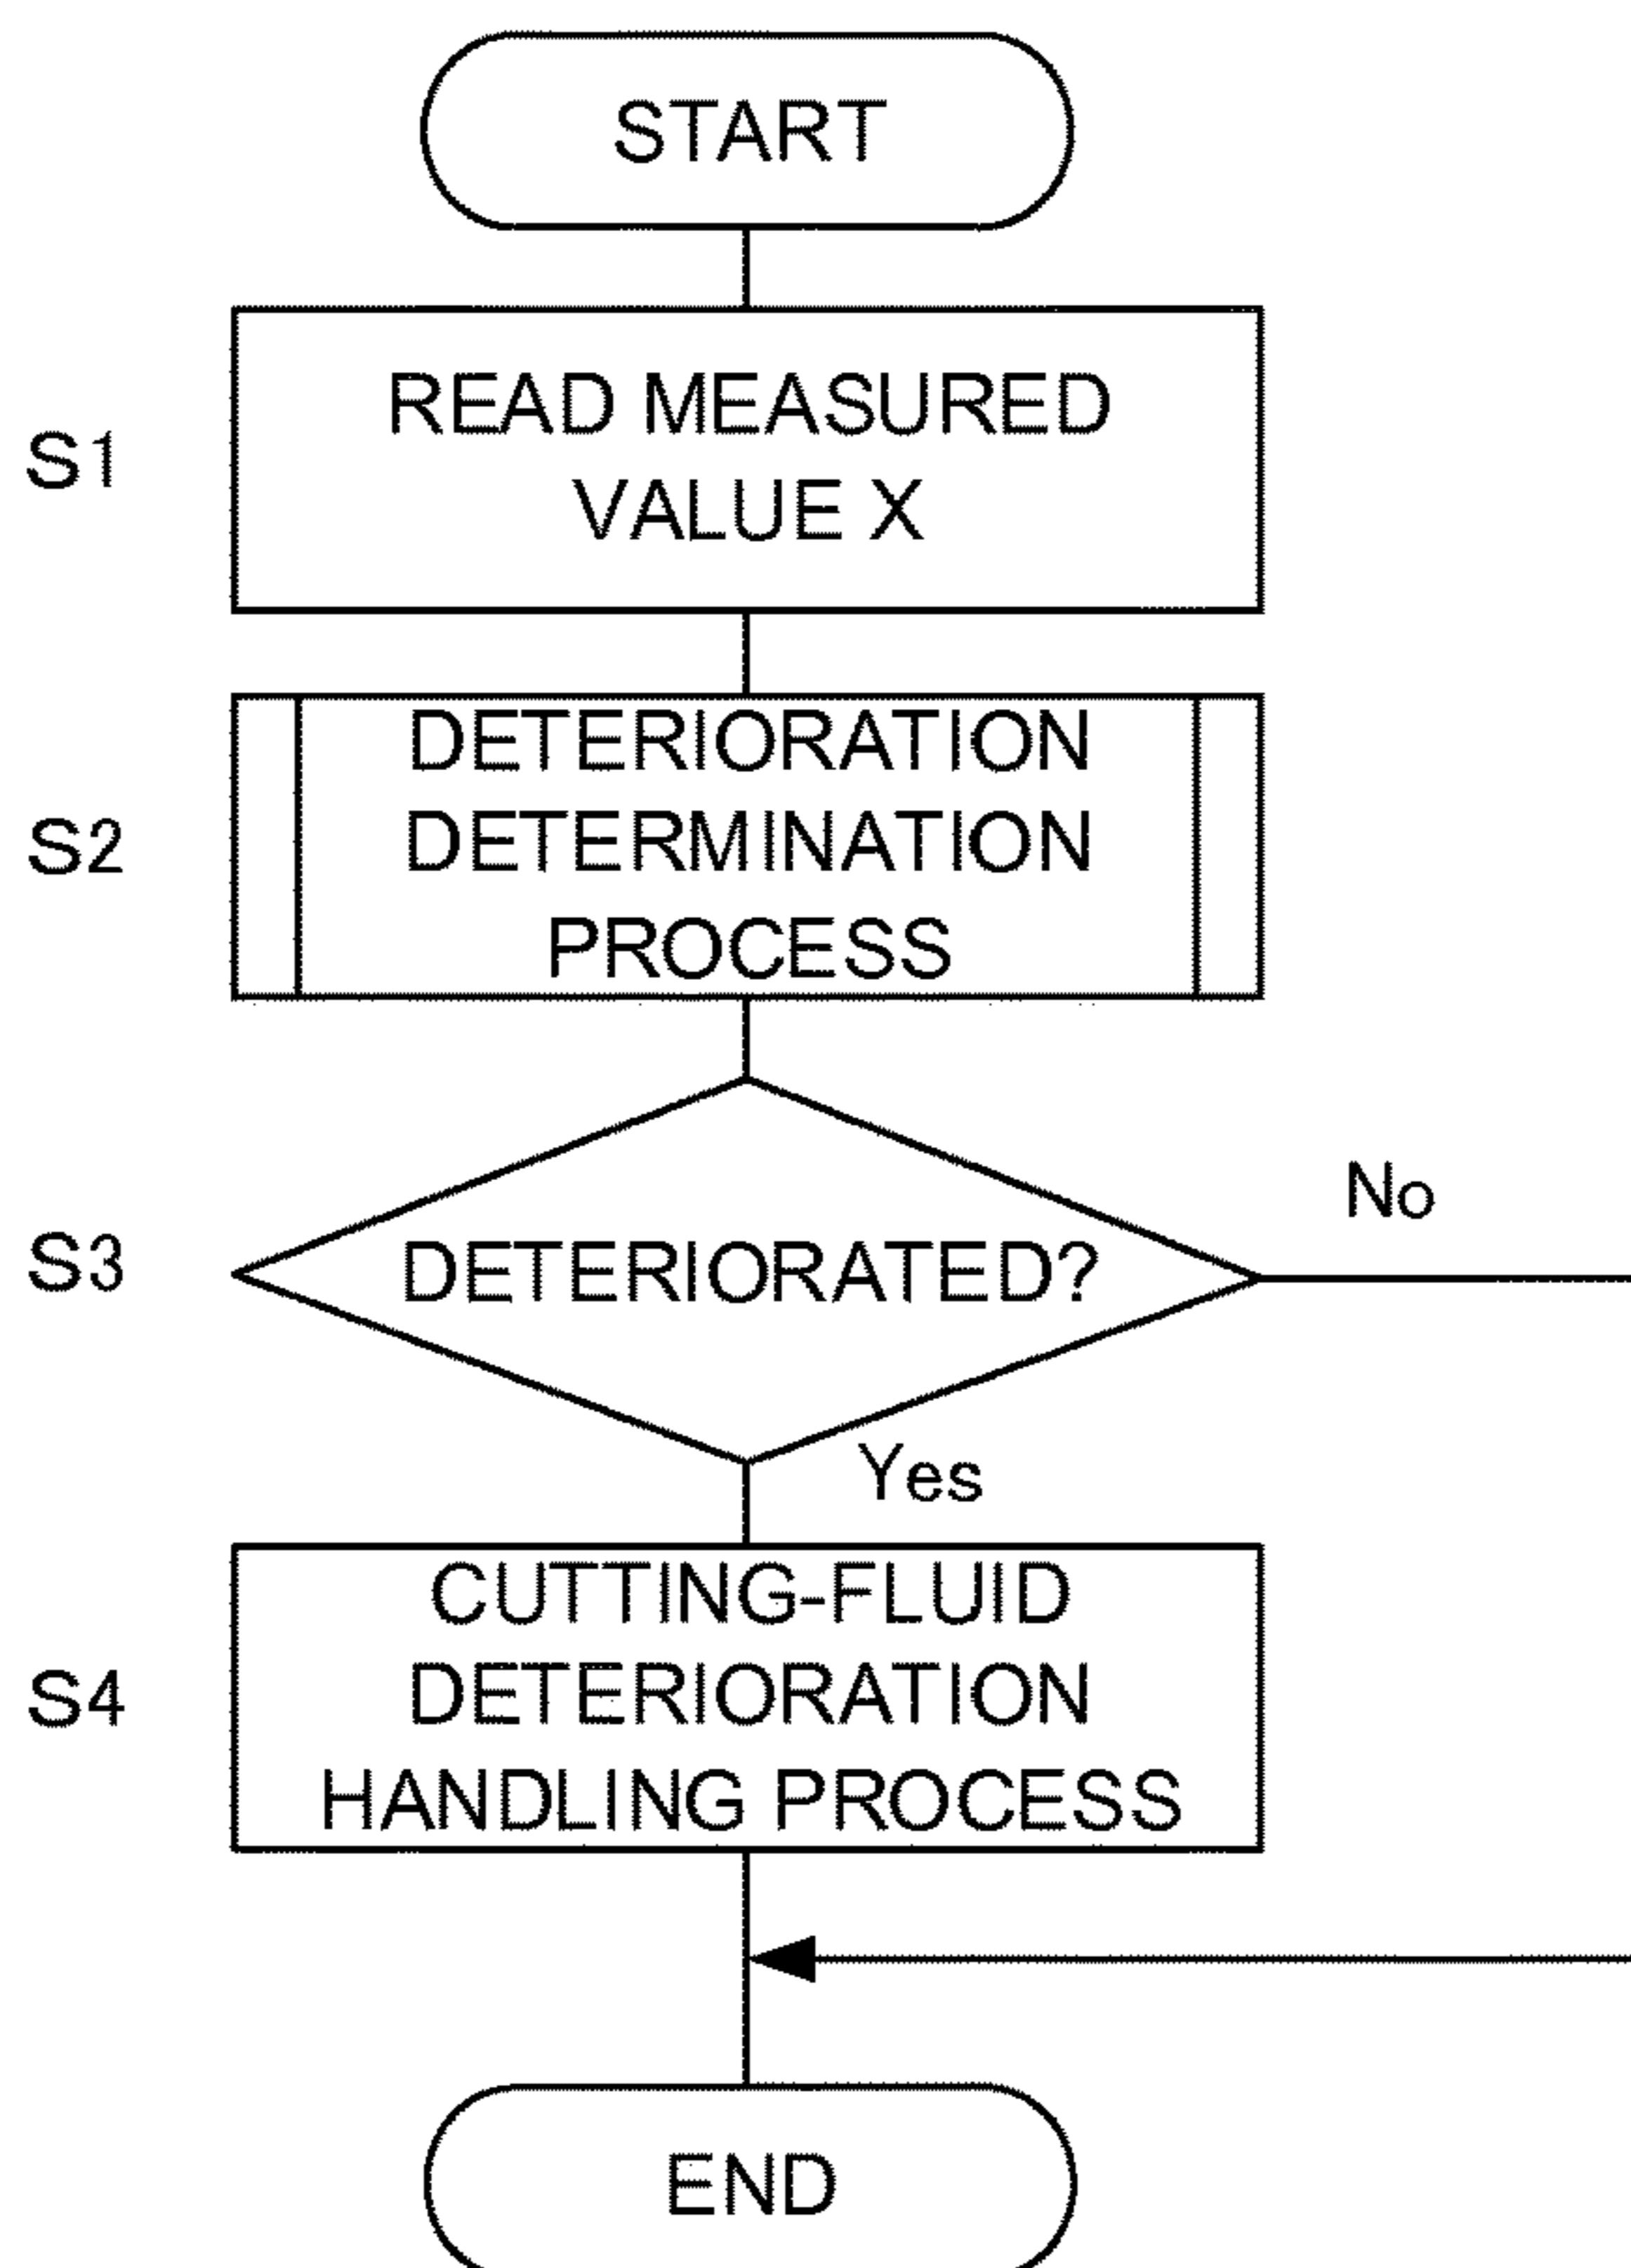 START
S1
READ MEASURED
VALUE X
S2
DETERIORATION
DETERMINATION
PROCESS
S3
DETERIORATED?
No
Yes
S4
CUTTING-FLUID
DETERIORATION
HANDLING PROCESS
END